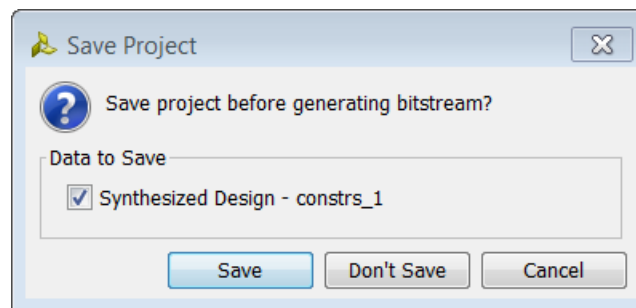 Save Project
Save project before generating bitstream?
Data to Save
Synthesized Design - constrs_1
Save
Don't Save
Cancel